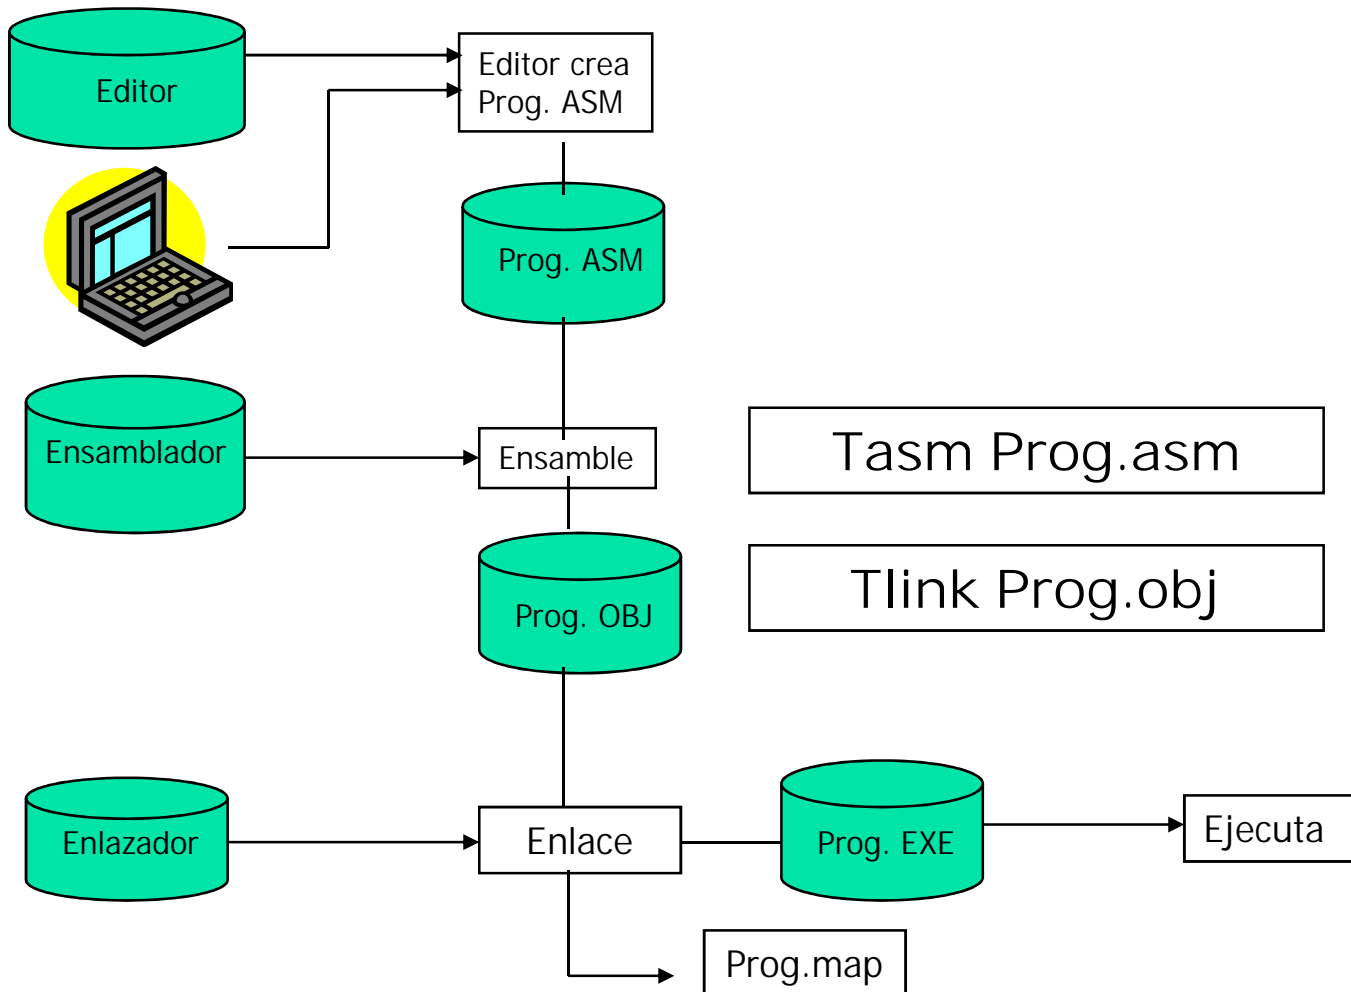 Editor
Editor crea
Prog. ASM
Prog. ASM
Ensamblador
Ensamble
Tasm Prog.asm
Tlink Prog.obj
Prog. OBJ
Enlazador
Enlace
Prog. EXE
Ejecuta
Prog.map